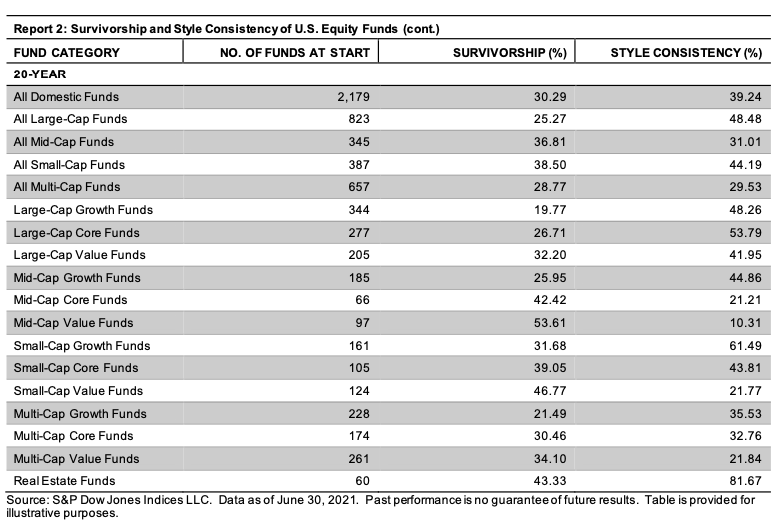 Report 2: Survivorship and Style Consistency of U.S. Equity Funds (cont.)
FUND CATEGORY NO. OF FUNDS AT START SURVIVORSHIP (%) STYLE CONSISTENCY (%)
20-YEAR
All Domestic Funds 2,179 30.29 39.24
All Large-Cap Funds 823 25.27 48.48
All Mid-Cap Funds 345 36.81 31.01
All Small-Cap Funds 387 38.50 44.19
All Multi-Cap Funds 657 28.77 29.53
Large-Cap Growth Funds 344 19.77 48.26
Large-Cap Core Funds 277 26.71 53.79
Large-Cap Value Funds 205 32.20 41.95
Mid-Cap Growth Funds 185 25.95 44.86
Mid-Cap Core Funds 66 42.42 21.21
Mid-Cap Value Funds 97 53.61 10.31
Small-Cap Growth Funds 161 31.68 61.49
Small-Cap Core Funds 105 39.05 43.81
Small-Cap Value Funds 124 46.77 21.77
Multi-Cap Growth Funds 228 21.49 35.53
Multi-Cap Core Funds 174 30.46 32.76
Multi-Cap Value Funds 261 34.10 21.84
Real Estate Funds 60 43.33 81.67
Source: S&P Dow Jones Indices LLC. Data as of June 30, 2021. Past performance is no guarantee of future results. Table is provided for
illustrative purposes.